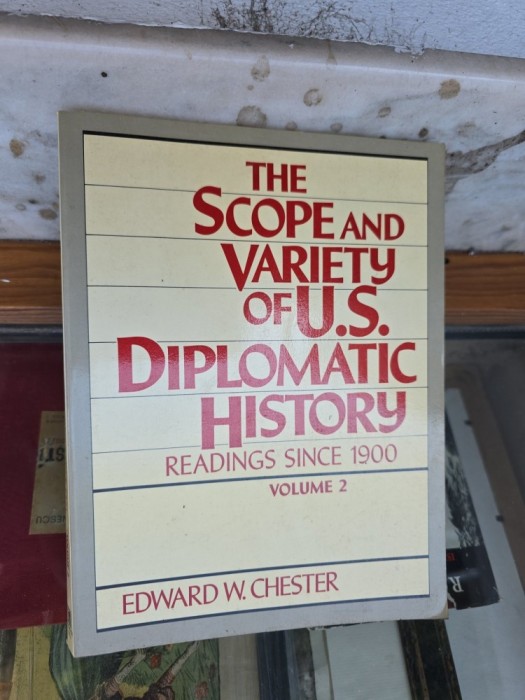 THE
SCOPE AND
VARIETY
OF U.S.
DIPLOMATIC
HISTORY
READINGS SINCE 1900
VOLUME 2
EDWARD W. CHESTER